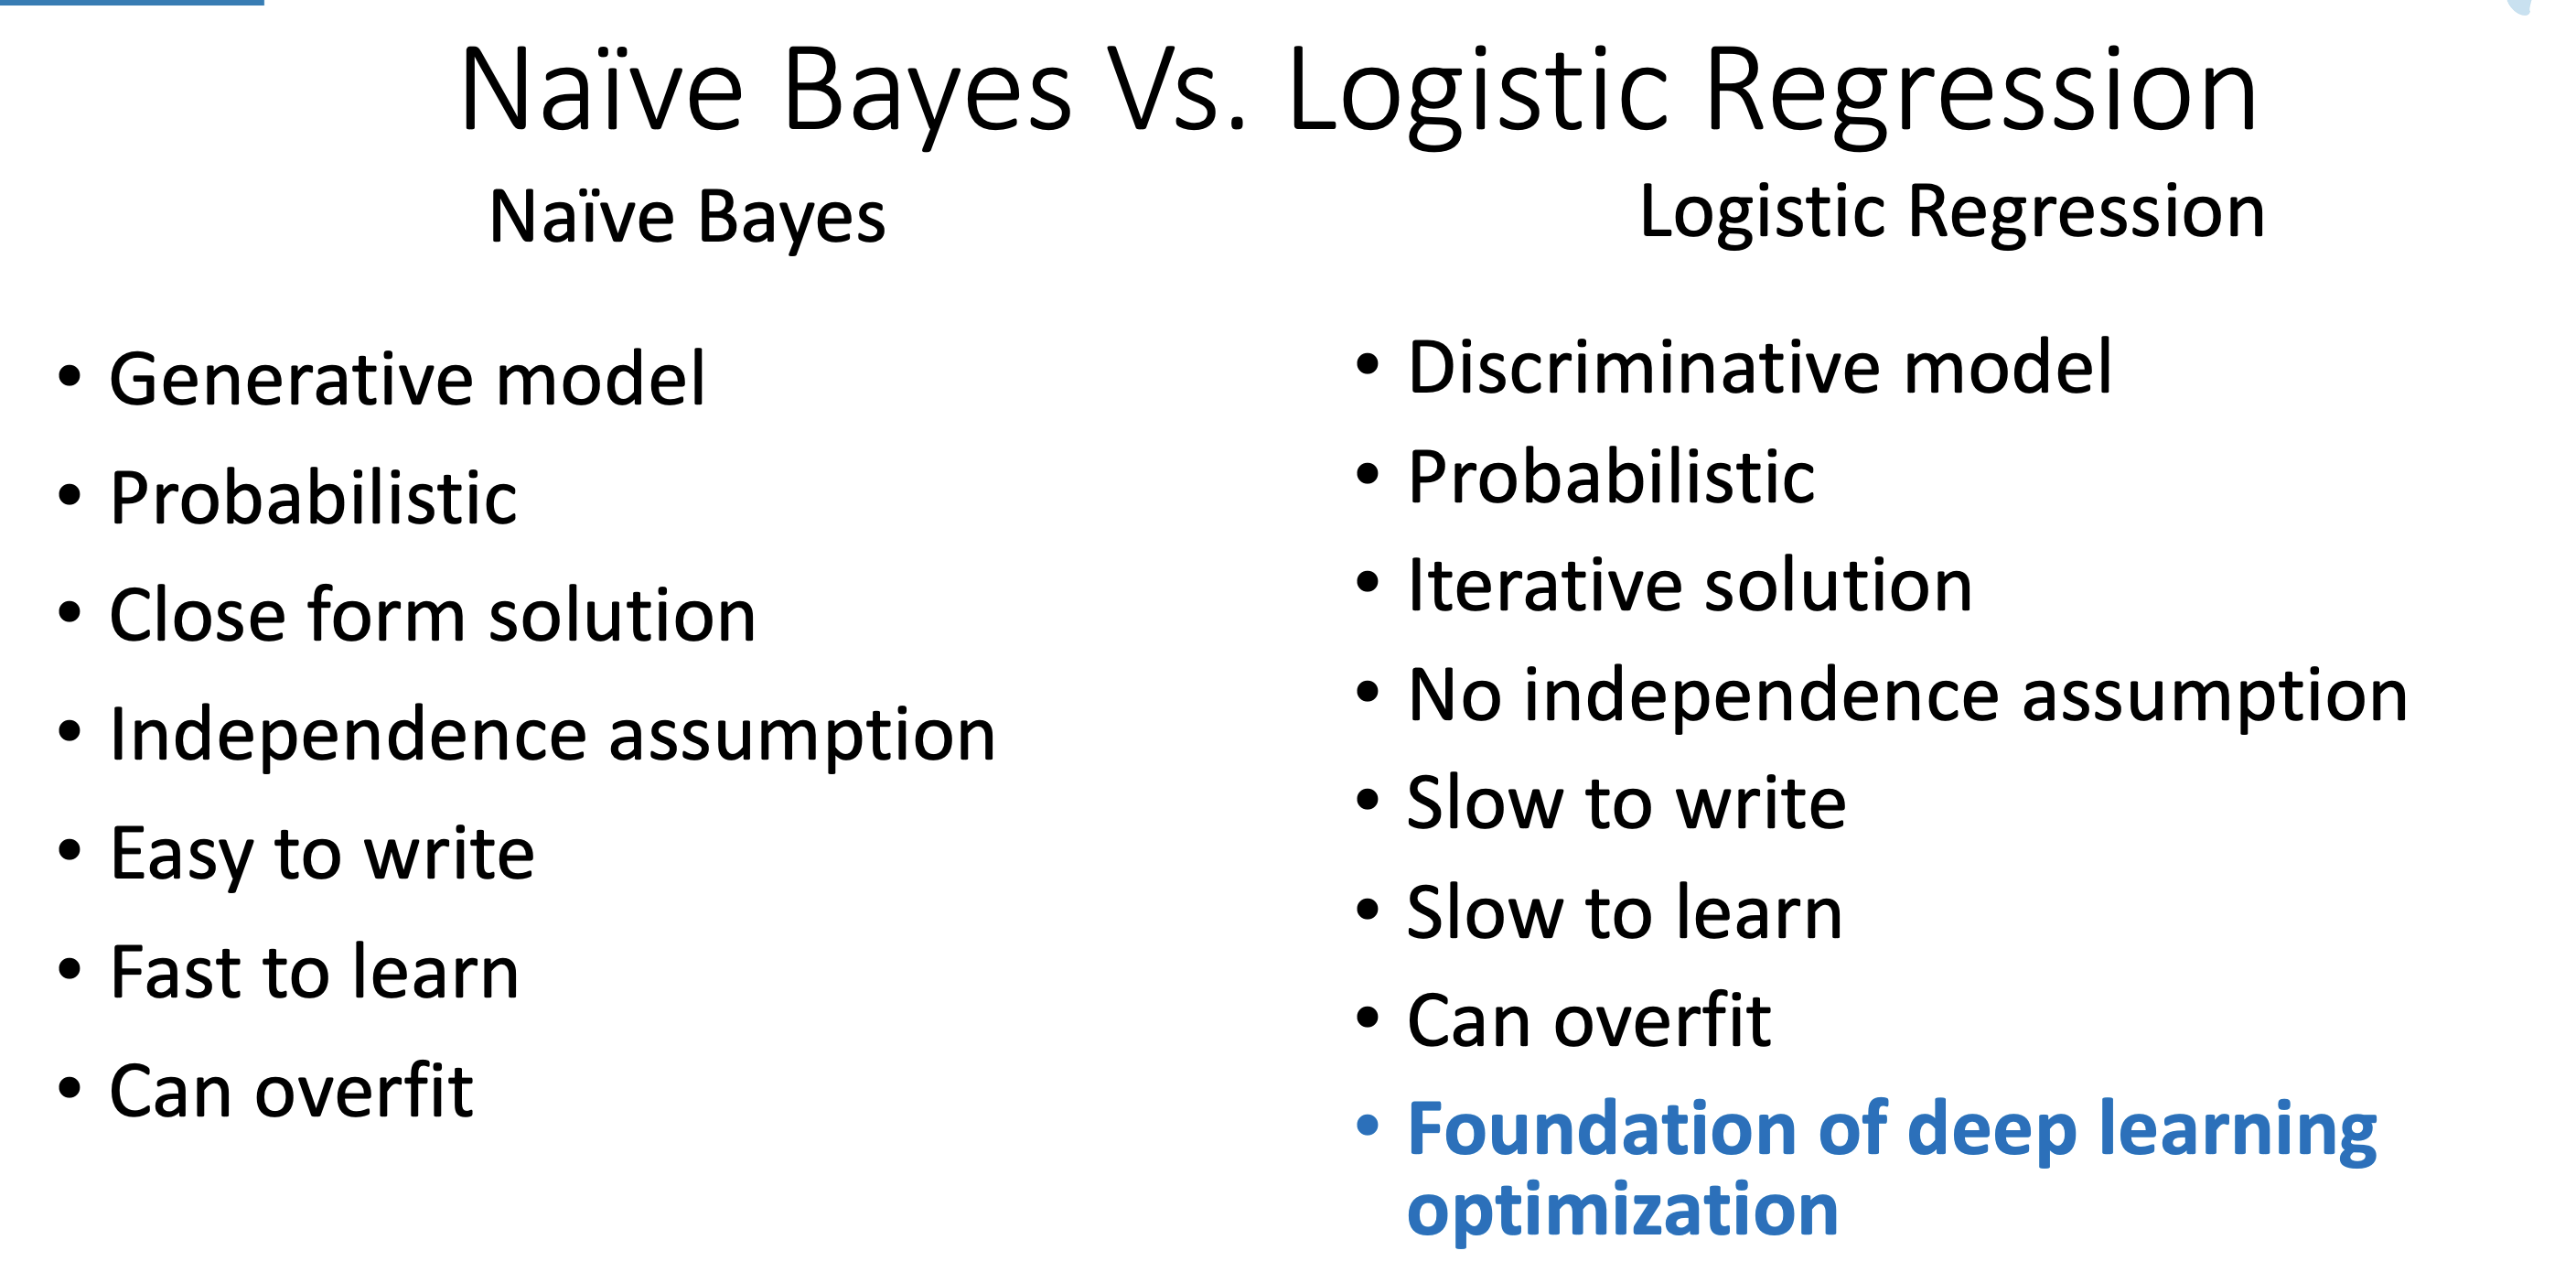 Naïve Bayes Vs. Logistic Regression
Naïve Bayes
• Generative model
• Probabilistic
• Close form solution
• Independence assumption
• Easy to write
• Fast to learn
• Can overfit
Logistic Regression
• Discriminative model
• Probabilistic
• Iterative solution
• No independence assumption
• Slow to write
• Slow to learn
• Can overfit
• Foundation of deep learning
optimization